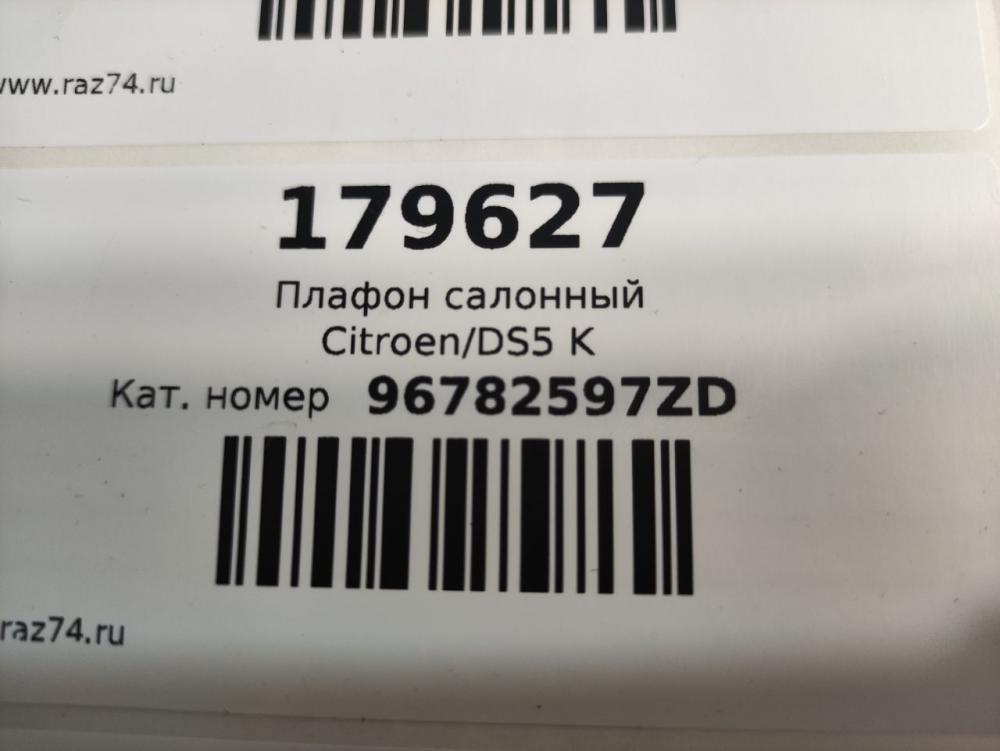 www.raz74.ru
179627
Плафон салонный
Citroen/DS5 K
Кат. номер 96782597ZD
raz74.ru